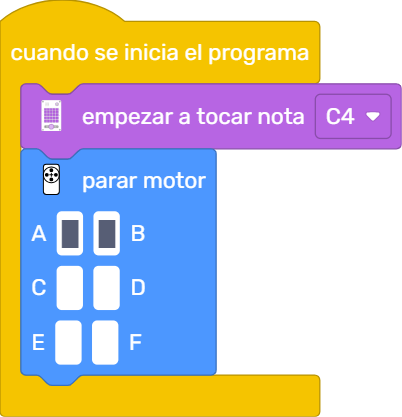 cuando se inicia el programa
empezar a tocar nota C4
parar motor
A B
C D
E F